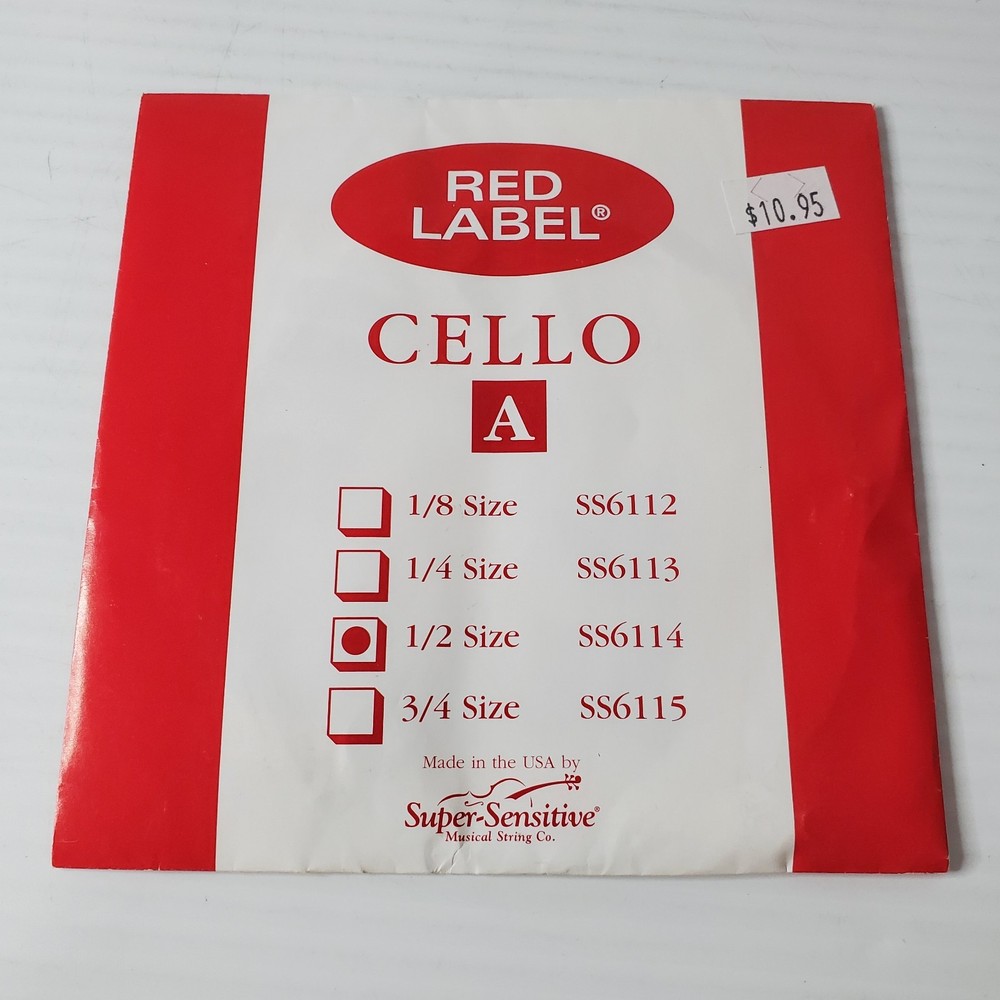 RED
LABEL®
$10.95
CELLO
A
1/8 Size SS6112
1/4 Size SS6113
1/2 Size SS6114
3/4 Size SS6115
Made in the USA by
Super-Sensitive®
Musical String Co.